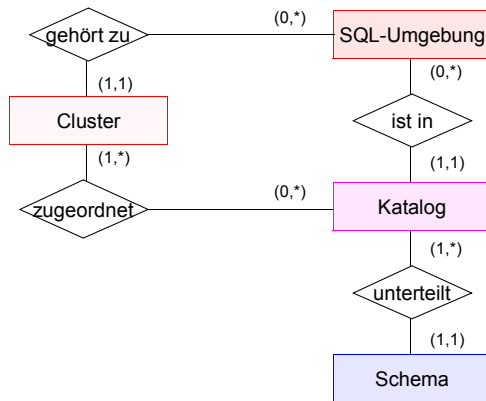 (0,*)
gehört zu
SQL-Umgebung
(1,1)
(0,*)
Cluster
ist in
(1,*)
(1,1)
zugeordnet
(0,*)
Katalog
(1,*)
unterteilt
(1,1)
Schema